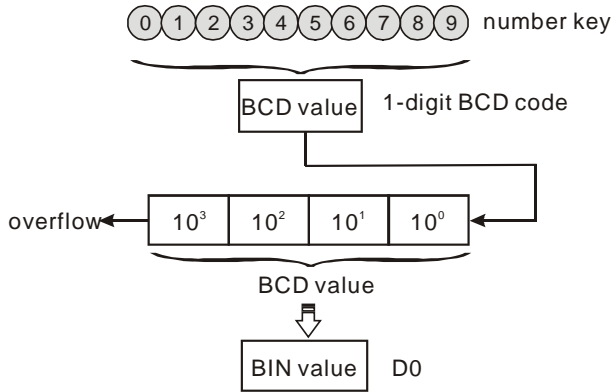 0 1 2 3 4 5 6 7 8 9 number key
BCD value 1-digit BCD code
overflow 10³ 10² 10¹ 10⁰
BCD value
BIN value D0